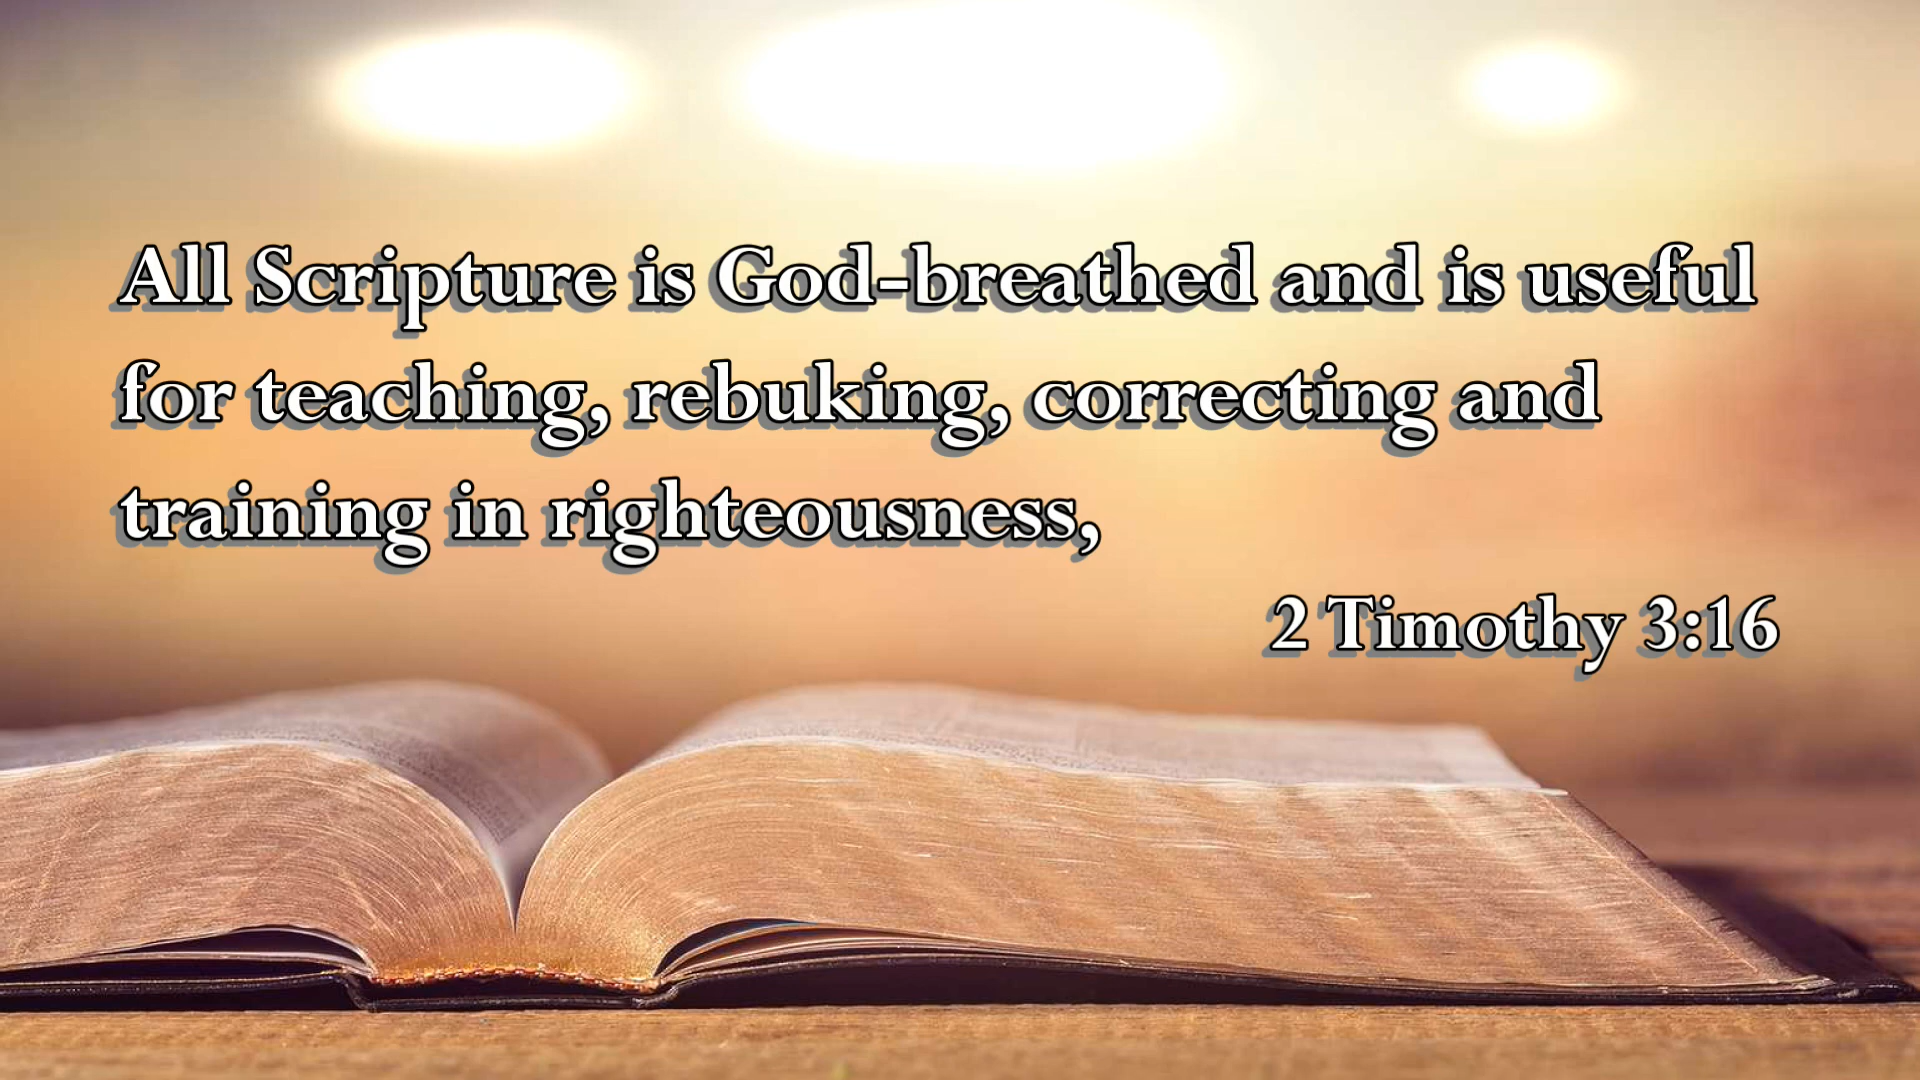 All Scripture is God-breathed and is useful
for teaching, rebuking, correcting and
training in righteousness,
2 Timothy 3:16